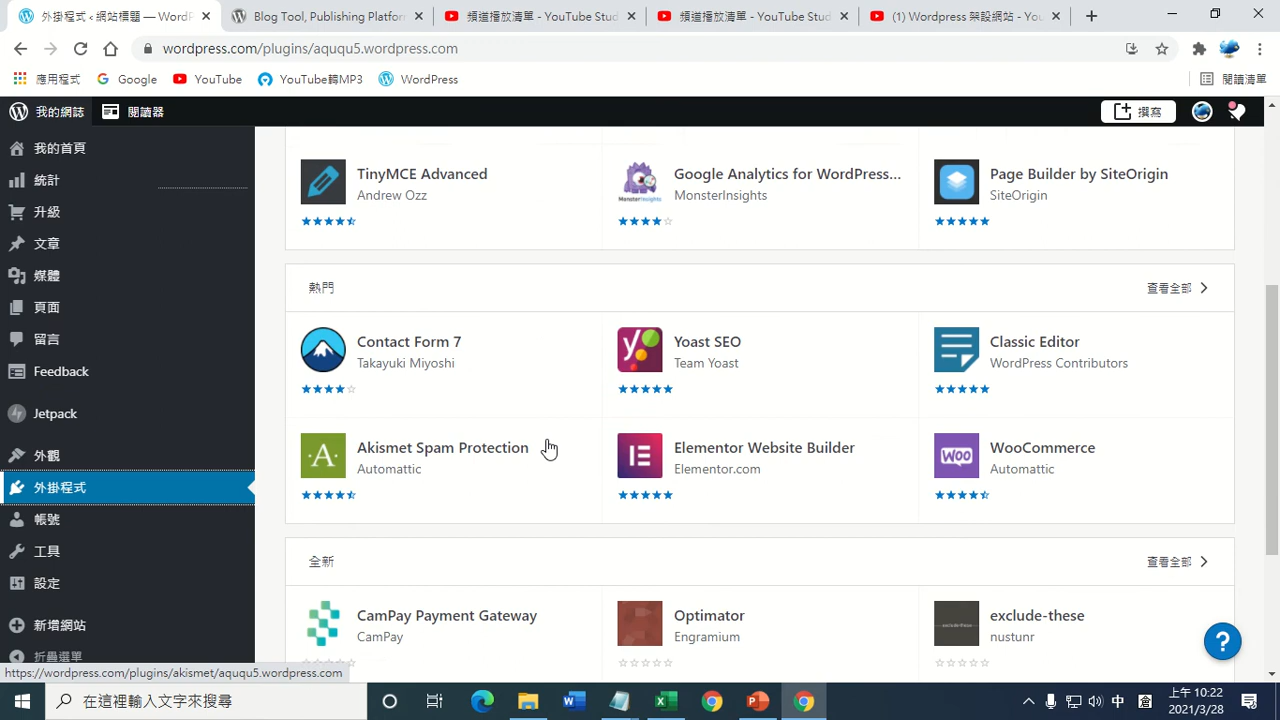 外掛程式 ‹ 網站標題 — WordP
Blog Tool, Publishing Platfon
頻道播放清單 - YouTube Stud
頻道播放清單 - YouTube Stud
(1) Wordpress 架設網站 - You
wordpress.com/plugins/aququ5.wordpress.com
應用程式
Google
YouTube
YouTube轉MP3
WordPress
閱讀清單
我的網誌
閱讀器
撰寫
我的首頁
統計
升級
文章
媒體
頁面
留言
Feedback
Jetpack
外觀
外掛程式
帳號
工具
設定
新增網站
折疊選單
TinyMCE Advanced
Andrew Ozz
Google Analytics for WordPress...
MonsterInsights
MonsterInsights
Page Builder by SiteOrigin
SiteOrigin
熱門
查看全部
Contact Form 7
Takayuki Miyoshi
Yoast SEO
Team Yoast
Classic Editor
WordPress Contributors
Akismet Spam Protection
Automattic
Elementor Website Builder
Elementor.com
WooCommerce
Automattic
全新
查看全部
CamPay Payment Gateway
CamPay
Optimator
Engramium
exclude-these
exclude-these
nustunr
https://wordpress.com/plugins/akismet/aququ5.wordpress.com
在這裡輸入文字來搜尋
中
上午 10:22
2021/3/28